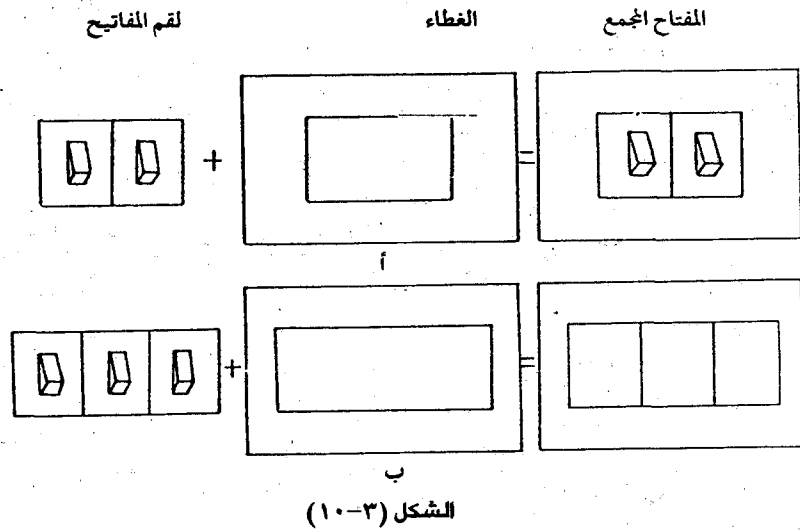 المفتاح المجمع
الغطاء
لقم المفاتيح
+
=
أ
+
=
ب
الشكل (٣-١٠)